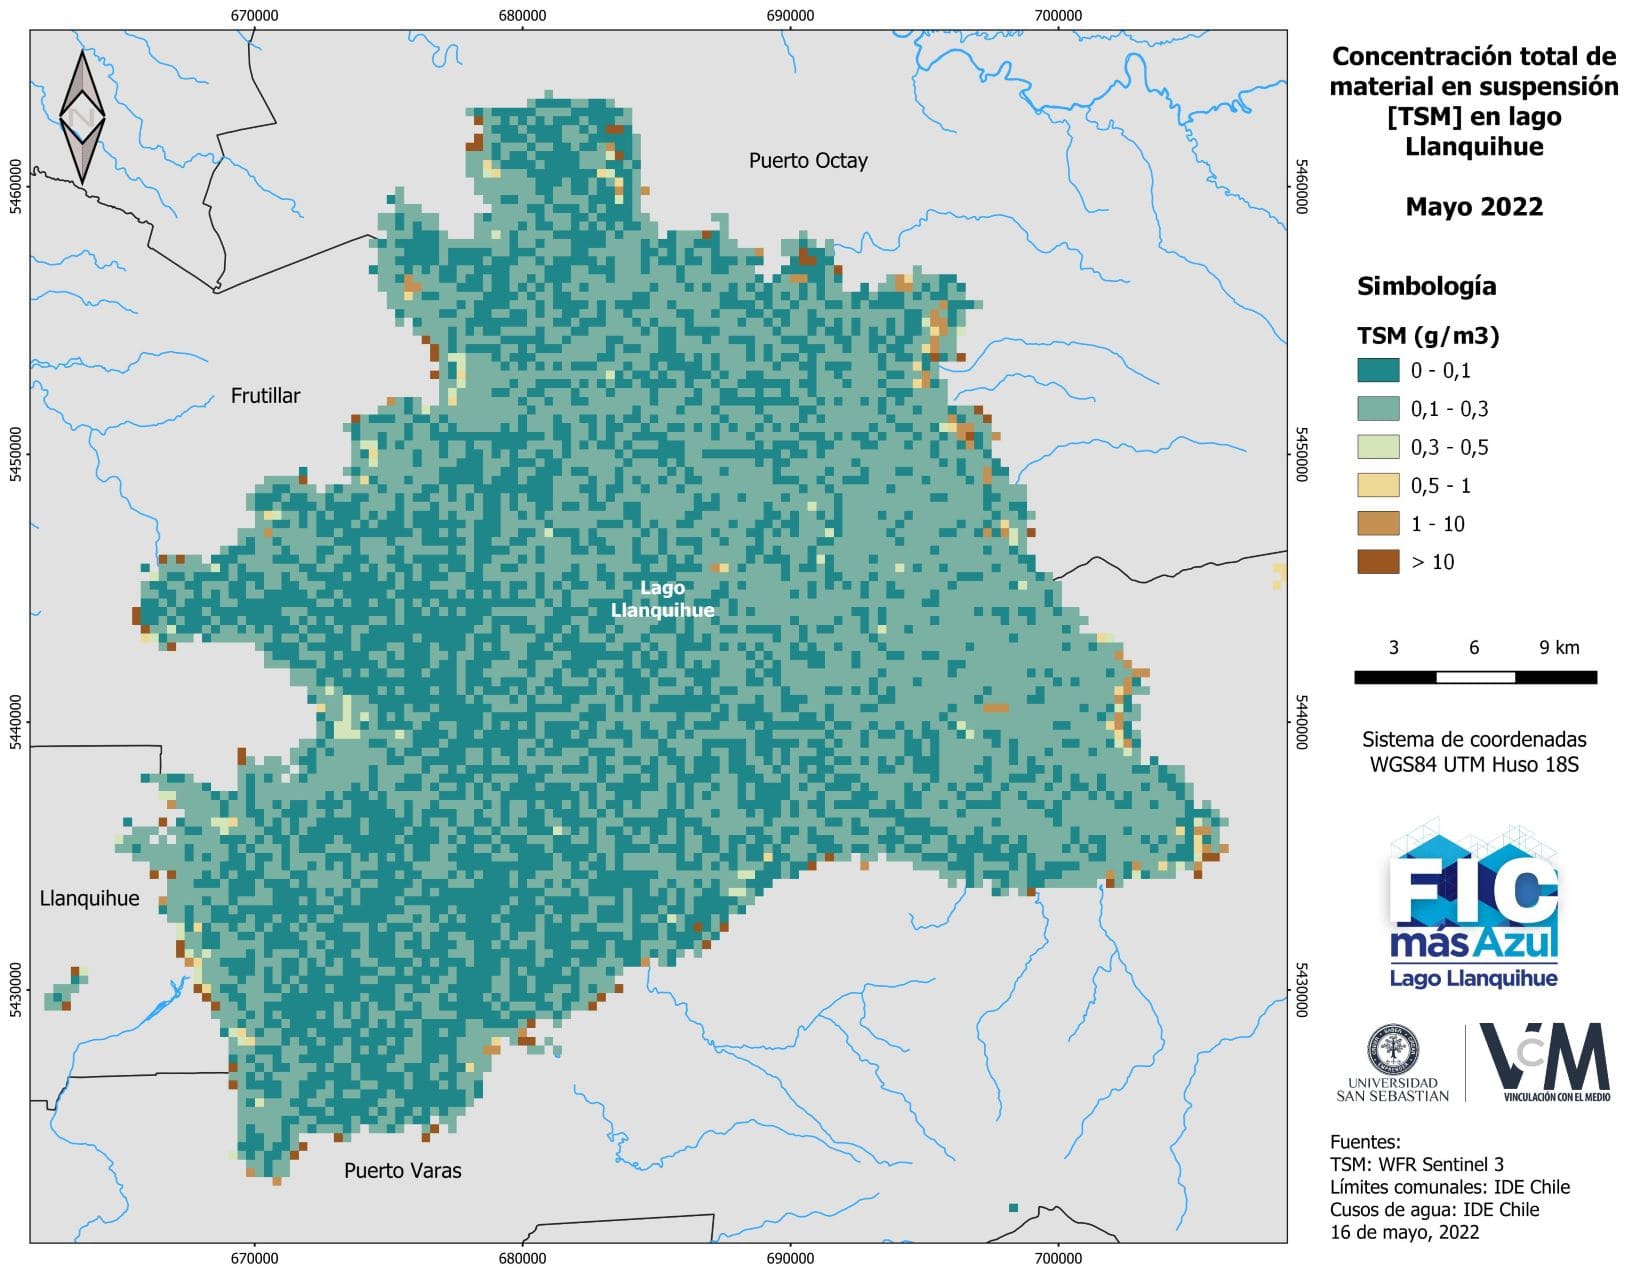 670000 680000 690000 700000
5460000
5450000
5440000
5430000
N
Puerto Octay
Frutillar
Lago
Llanquihue
Llanquihue
Puerto Varas
5460000
5450000
5440000
5430000
670000 680000 690000 700000
Concentración total de
material en suspensión
[TSM] en lago
Llanquihue
Mayo 2022
Simbología
TSM (g/m3)
0 - 0,1
0,1 - 0,3
0,3 - 0,5
0,5 - 1
1 - 10
> 10
3 6 9 km
Sistema de coordenadas
WGS84 UTM Huso 18S
FIC
más Azul
Lago Llanquihue
UNIVERSIDAD
SAN SEBASTIAN
VCM
VINCULACIÓN CON EL MEDIO
Fuentes:
TSM: WFR Sentinel 3
Límites comunales: IDE Chile
Cusos de agua: IDE Chile
16 de mayo, 2022